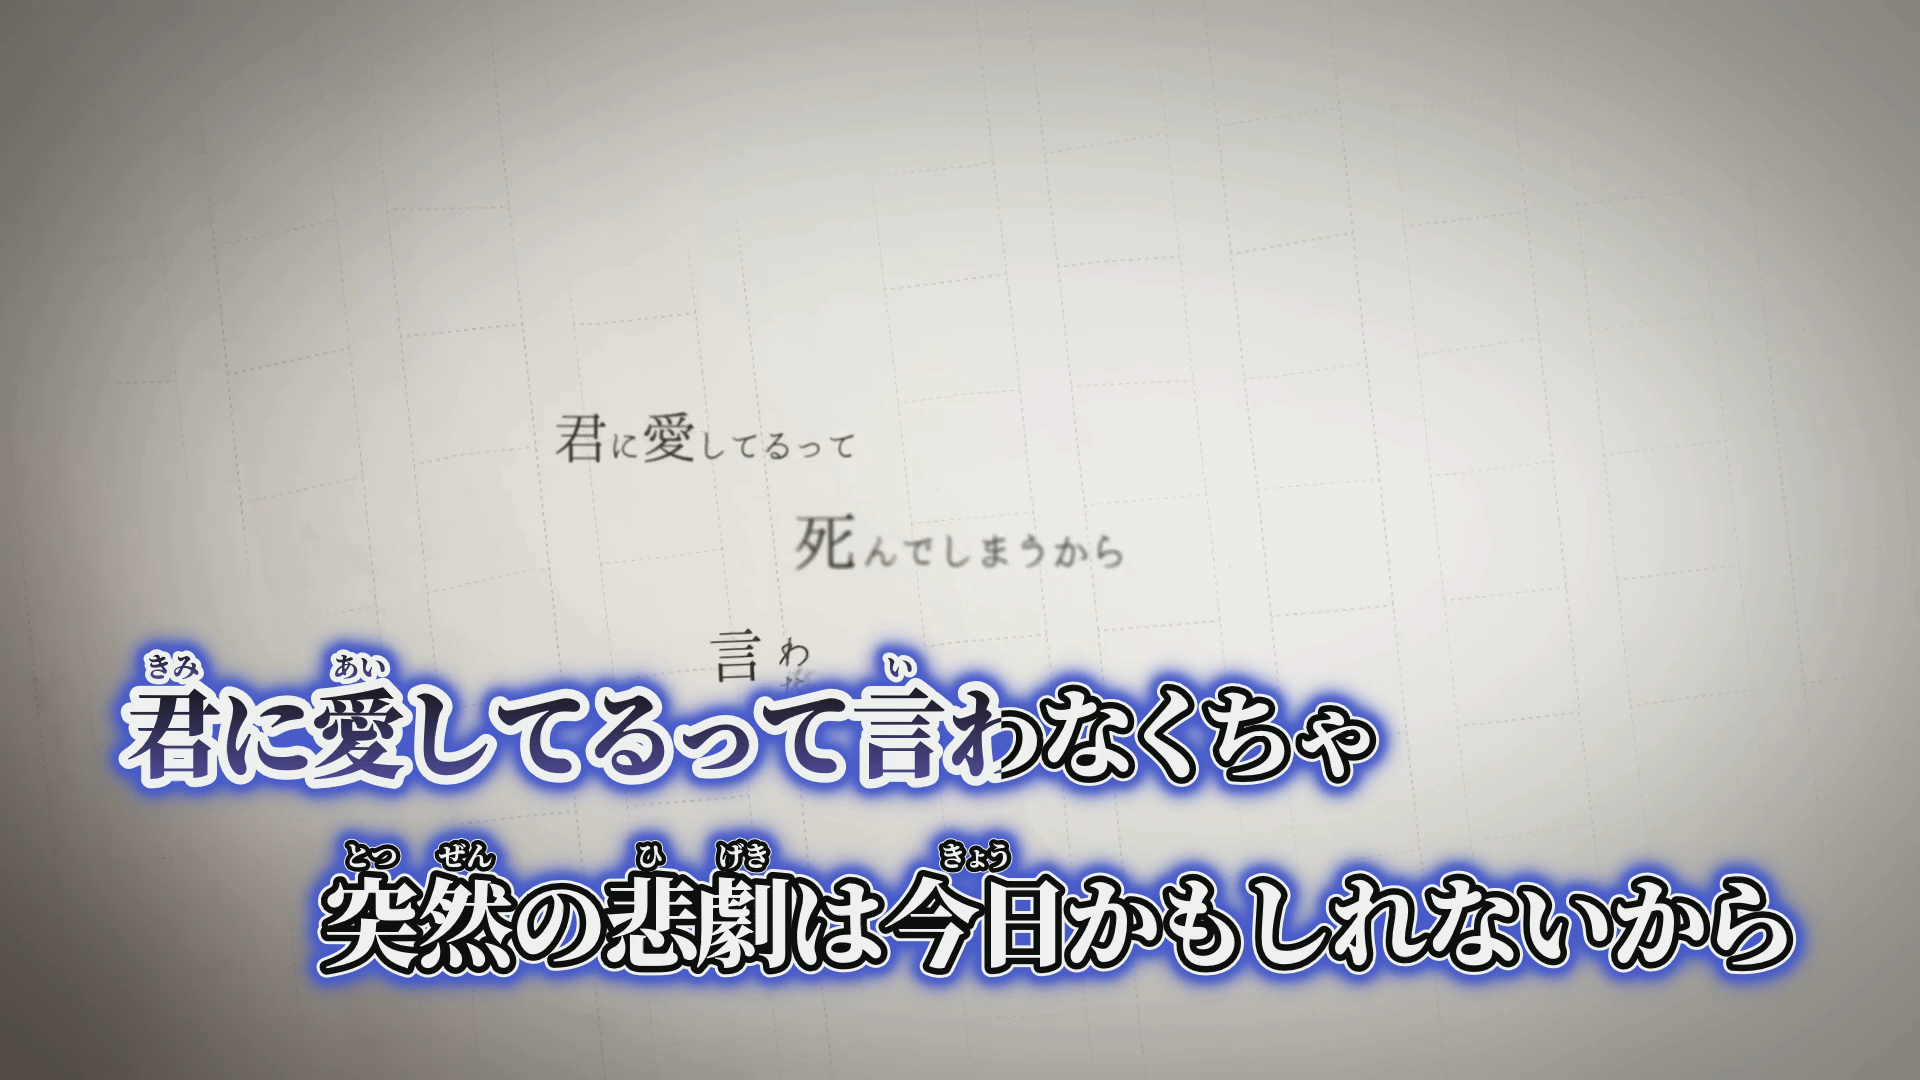 君に愛してるって
死んでしまうから
言わ
きみ あい い
君に愛してるって言わなくちゃ
とつ ぜん ひ げき きょう
突然の悲劇は今日かもしれないから